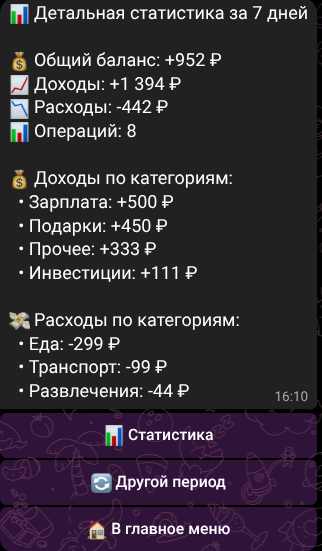 📊 Детальная статистика за 7 дней
💰 Общий баланс: +952 ₽
📈 Доходы: +1 394 ₽
📉 Расходы: -442 ₽
📊 Операций: 8
💰 Доходы по категориям:
• Зарплата: +500 ₽
• Подарки: +450 ₽
• Прочее: +333 ₽
• Инвестиции: +111 ₽
💸 Расходы по категориям:
• Еда: -299 ₽
• Транспорт: -99 ₽
• Развлечения: -44 ₽
16:10
📊 Статистика
🔄 Другой период
🏠 В главное меню